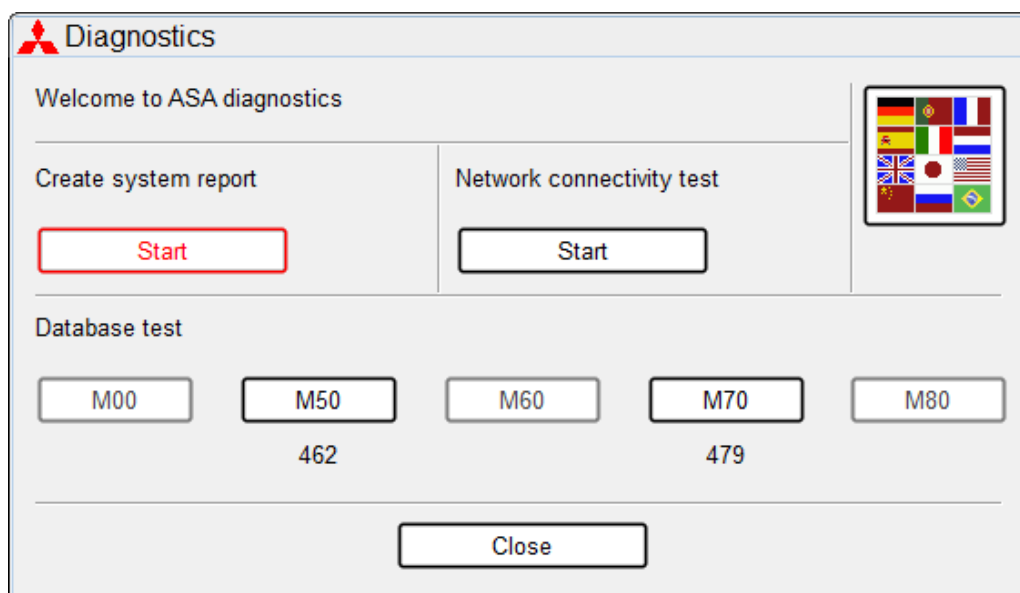 Diagnostics
Welcome to ASA diagnostics
Create system report
Network connectivity test
Start
Start
Database test
M00
M50
M60
M70
M80
462
479
Close